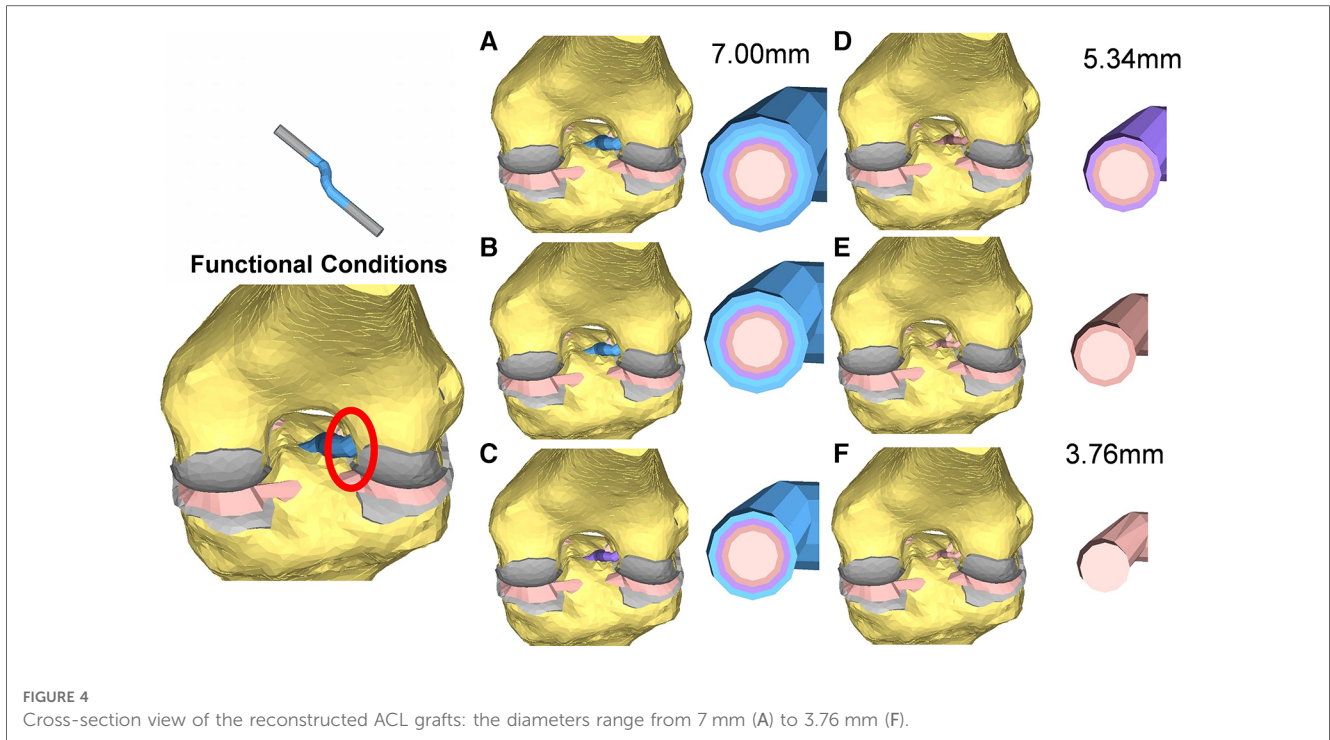 Functional Conditions
A
7.00mm
B
C
D
5.34mm
E
F
3.76mm
FIGURE 4
Cross-section view of the reconstructed ACL grafts: the diameters range from 7 mm (A) to 3.76 mm (F).